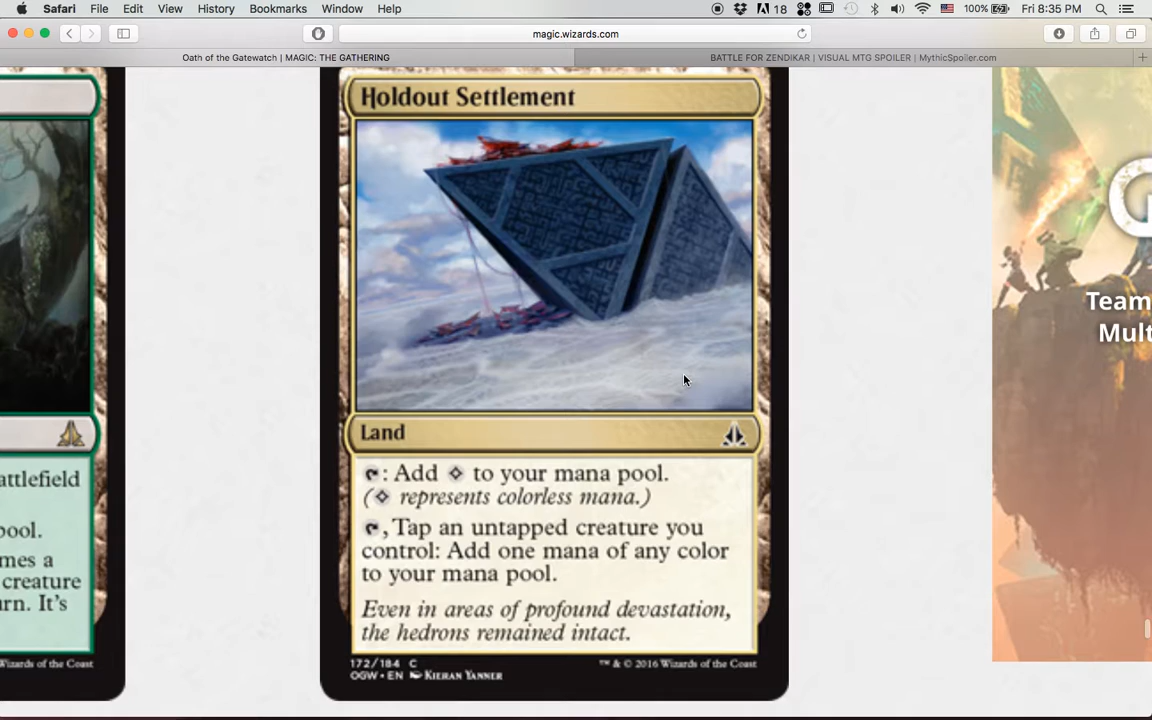 Safari File Edit View History Bookmarks Window Help
18 100% Fri 8:35 PM
magic.wizards.com
Oath of the Gatewatch | MAGIC: THE GATHERING
BATTLE FOR ZENDIKAR | VISUAL MTG SPOILER | MythicSpoiler.com
attlefield
pool.
mes a
creature
urn. It's
Wizards of the Coast
Holdout Settlement
Land
: Add to your mana pool.
( represents colorless mana.)
, Tap an untapped creature you
control: Add one mana of any color
to your mana pool.
Even in areas of profound devastation,
the hedrons remained intact.
172/184 C
OGW • EN KIERAN YANNER
™ & © 2016 Wizards of the Coast
G
Team
Mult